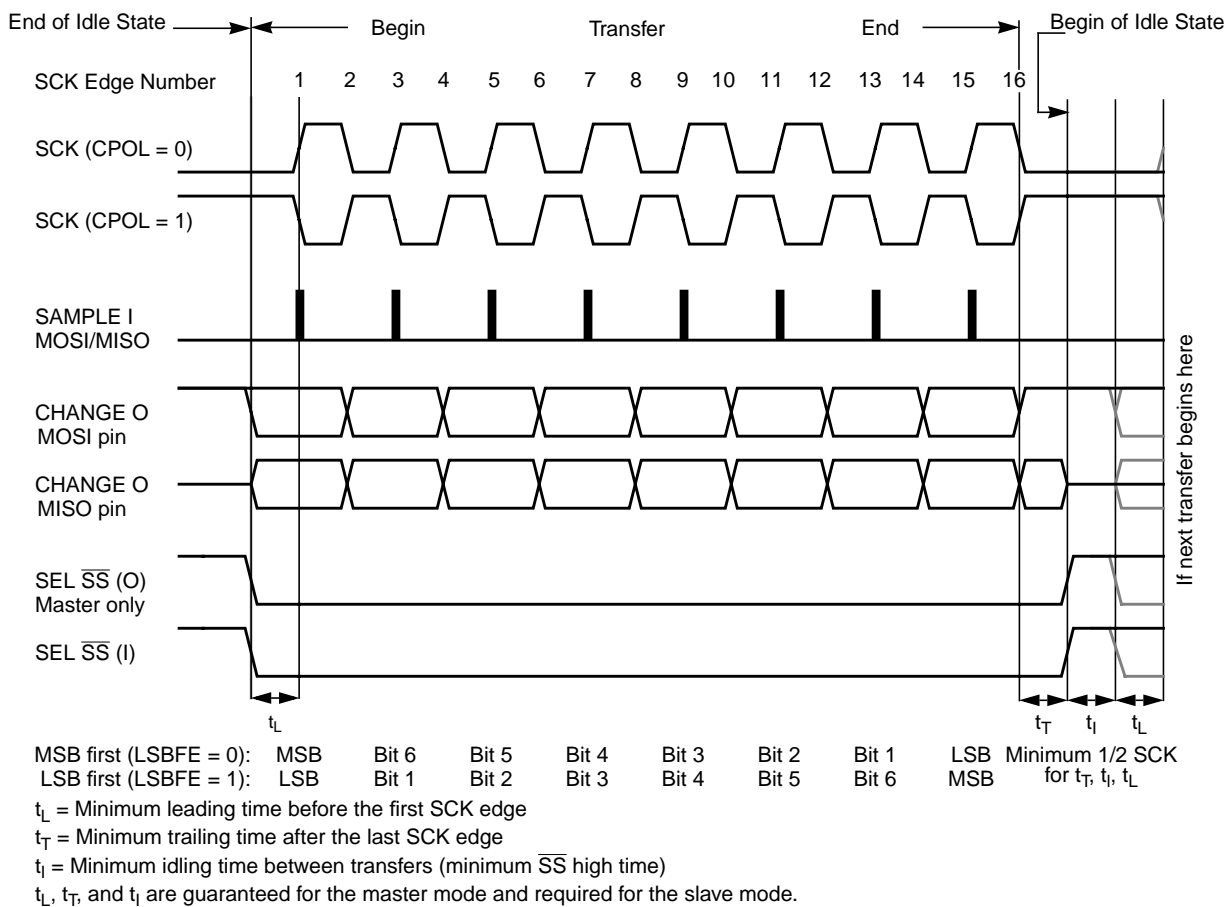 End of Idle State
Begin
Transfer
End
Begin of Idle State
SCK Edge Number
1 2 3 4 5 6 7 8 9 10 11 12 13 14 15 16
SCK (CPOL = 0)
SCK (CPOL = 1)
SAMPLE I
MOSI/MISO
CHANGE O
MOSI pin
CHANGE O
MISO pin
SEL S̅S̅ (O)
Master only
SEL S̅S̅ (I)
If next transfer begins here
tL
tT tI tL
MSB first (LSBFE = 0): MSB Bit 6 Bit 5 Bit 4 Bit 3 Bit 2 Bit 1 LSB
LSB first (LSBFE = 1): LSB Bit 1 Bit 2 Bit 3 Bit 4 Bit 5 Bit 6 MSB
Minimum 1/2 SCK
for tT, tI, tL
tL = Minimum leading time before the first SCK edge
tT = Minimum trailing time after the last SCK edge
tI = Minimum idling time between transfers (minimum S̅S̅ high time)
tL, tT, and tI are guaranteed for the master mode and required for the slave mode.